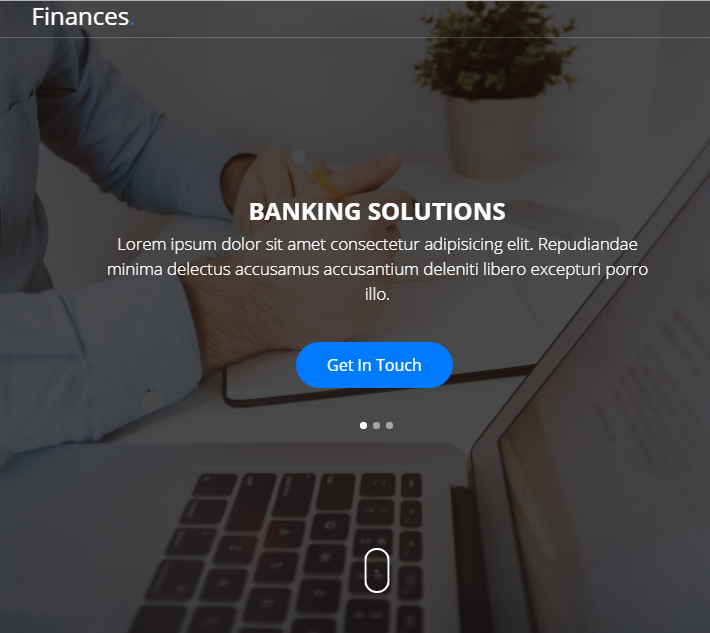 Finances.
BANKING SOLUTIONS
Lorem ipsum dolor sit amet consectetur adipisicing elit. Repudiandae
minima delectus accusamus accusantium deleniti libero excepturi porro
illo.
Get In Touch